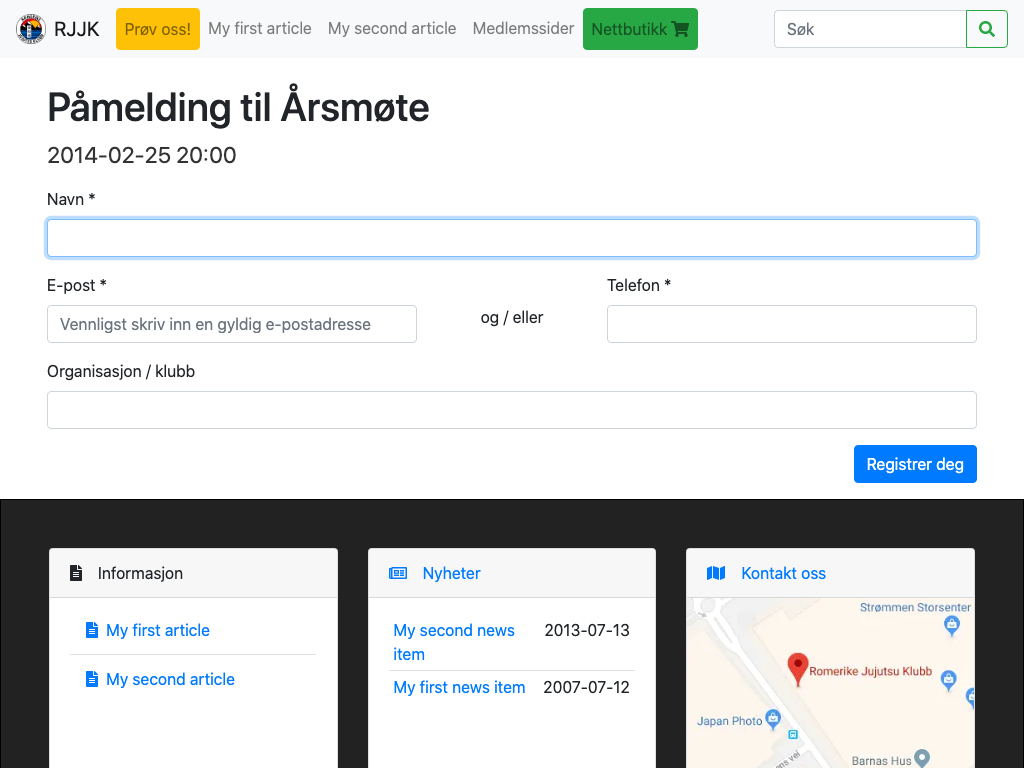 RJJK Prøv oss! My first article My second article Medlemssider Nettbutikk Søk
Påmelding til Årsmøte
2014-02-25 20:00
Navn *
E-post *
Telefon *
Vennligst skriv inn en gyldig e-postadresse
og / eller
Organisasjon / klubb
Registrer deg
Informasjon
My first article
My second article
Nyheter
My second news item
2013-07-13
My first news item
2007-07-12
Kontakt oss
Strømmen Storsenter
Romerike Jujutsu Klubb
Japan Photo
Barnas Hus